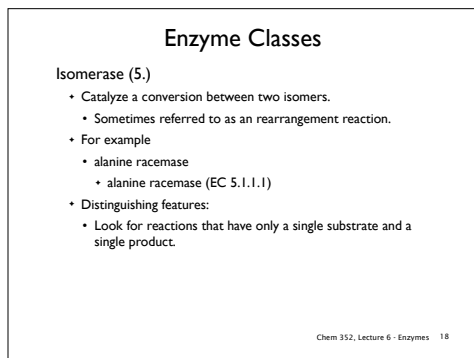 Enzyme Classes
Isomerase (5.)
✦ Catalyze a conversion between two isomers.
• Sometimes referred to as an rearrangement reaction.
✦ For example
• alanine racemase
✦ alanine racemase (EC 5.1.1.1)
✦ Distinguishing features:
• Look for reactions that have only a single substrate and a
single product.
Chem 352, Lecture 6 - Enzymes 18